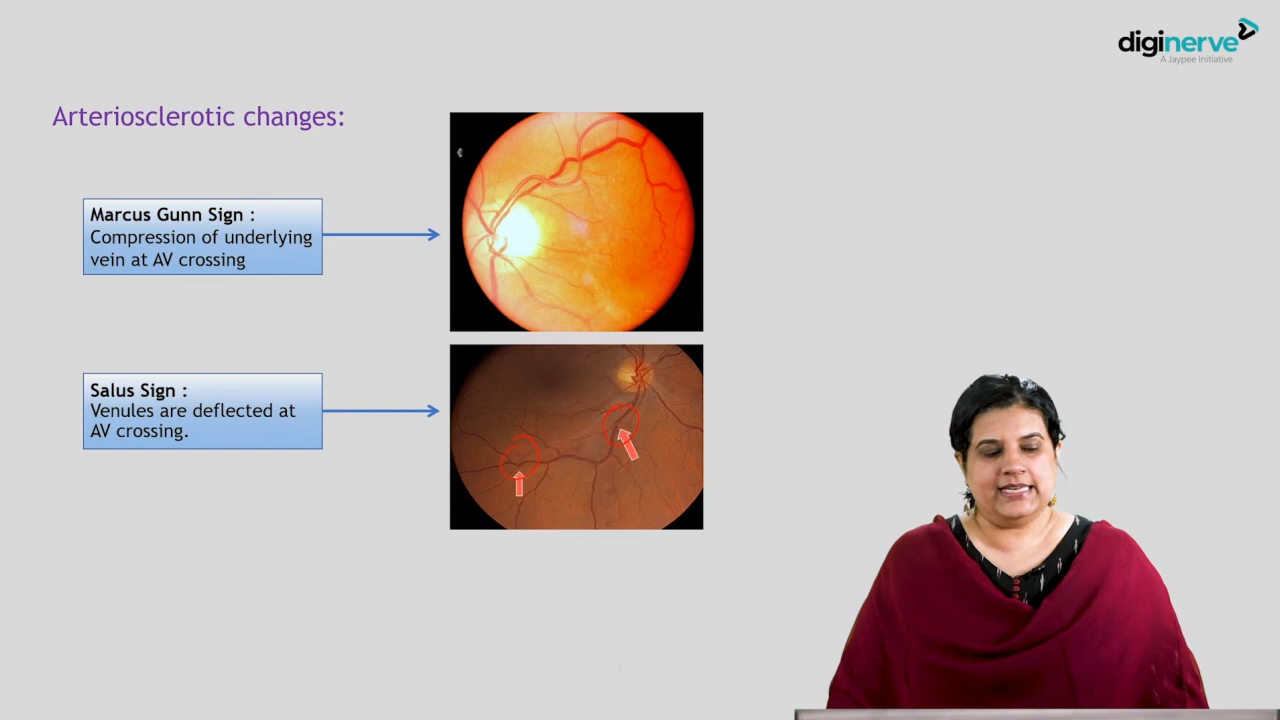 diginerve
A Jaypee Initiative
Arteriosclerotic changes:
Marcus Gunn Sign :
Compression of underlying
vein at AV crossing
Salus Sign :
Venules are deflected at
AV crossing.